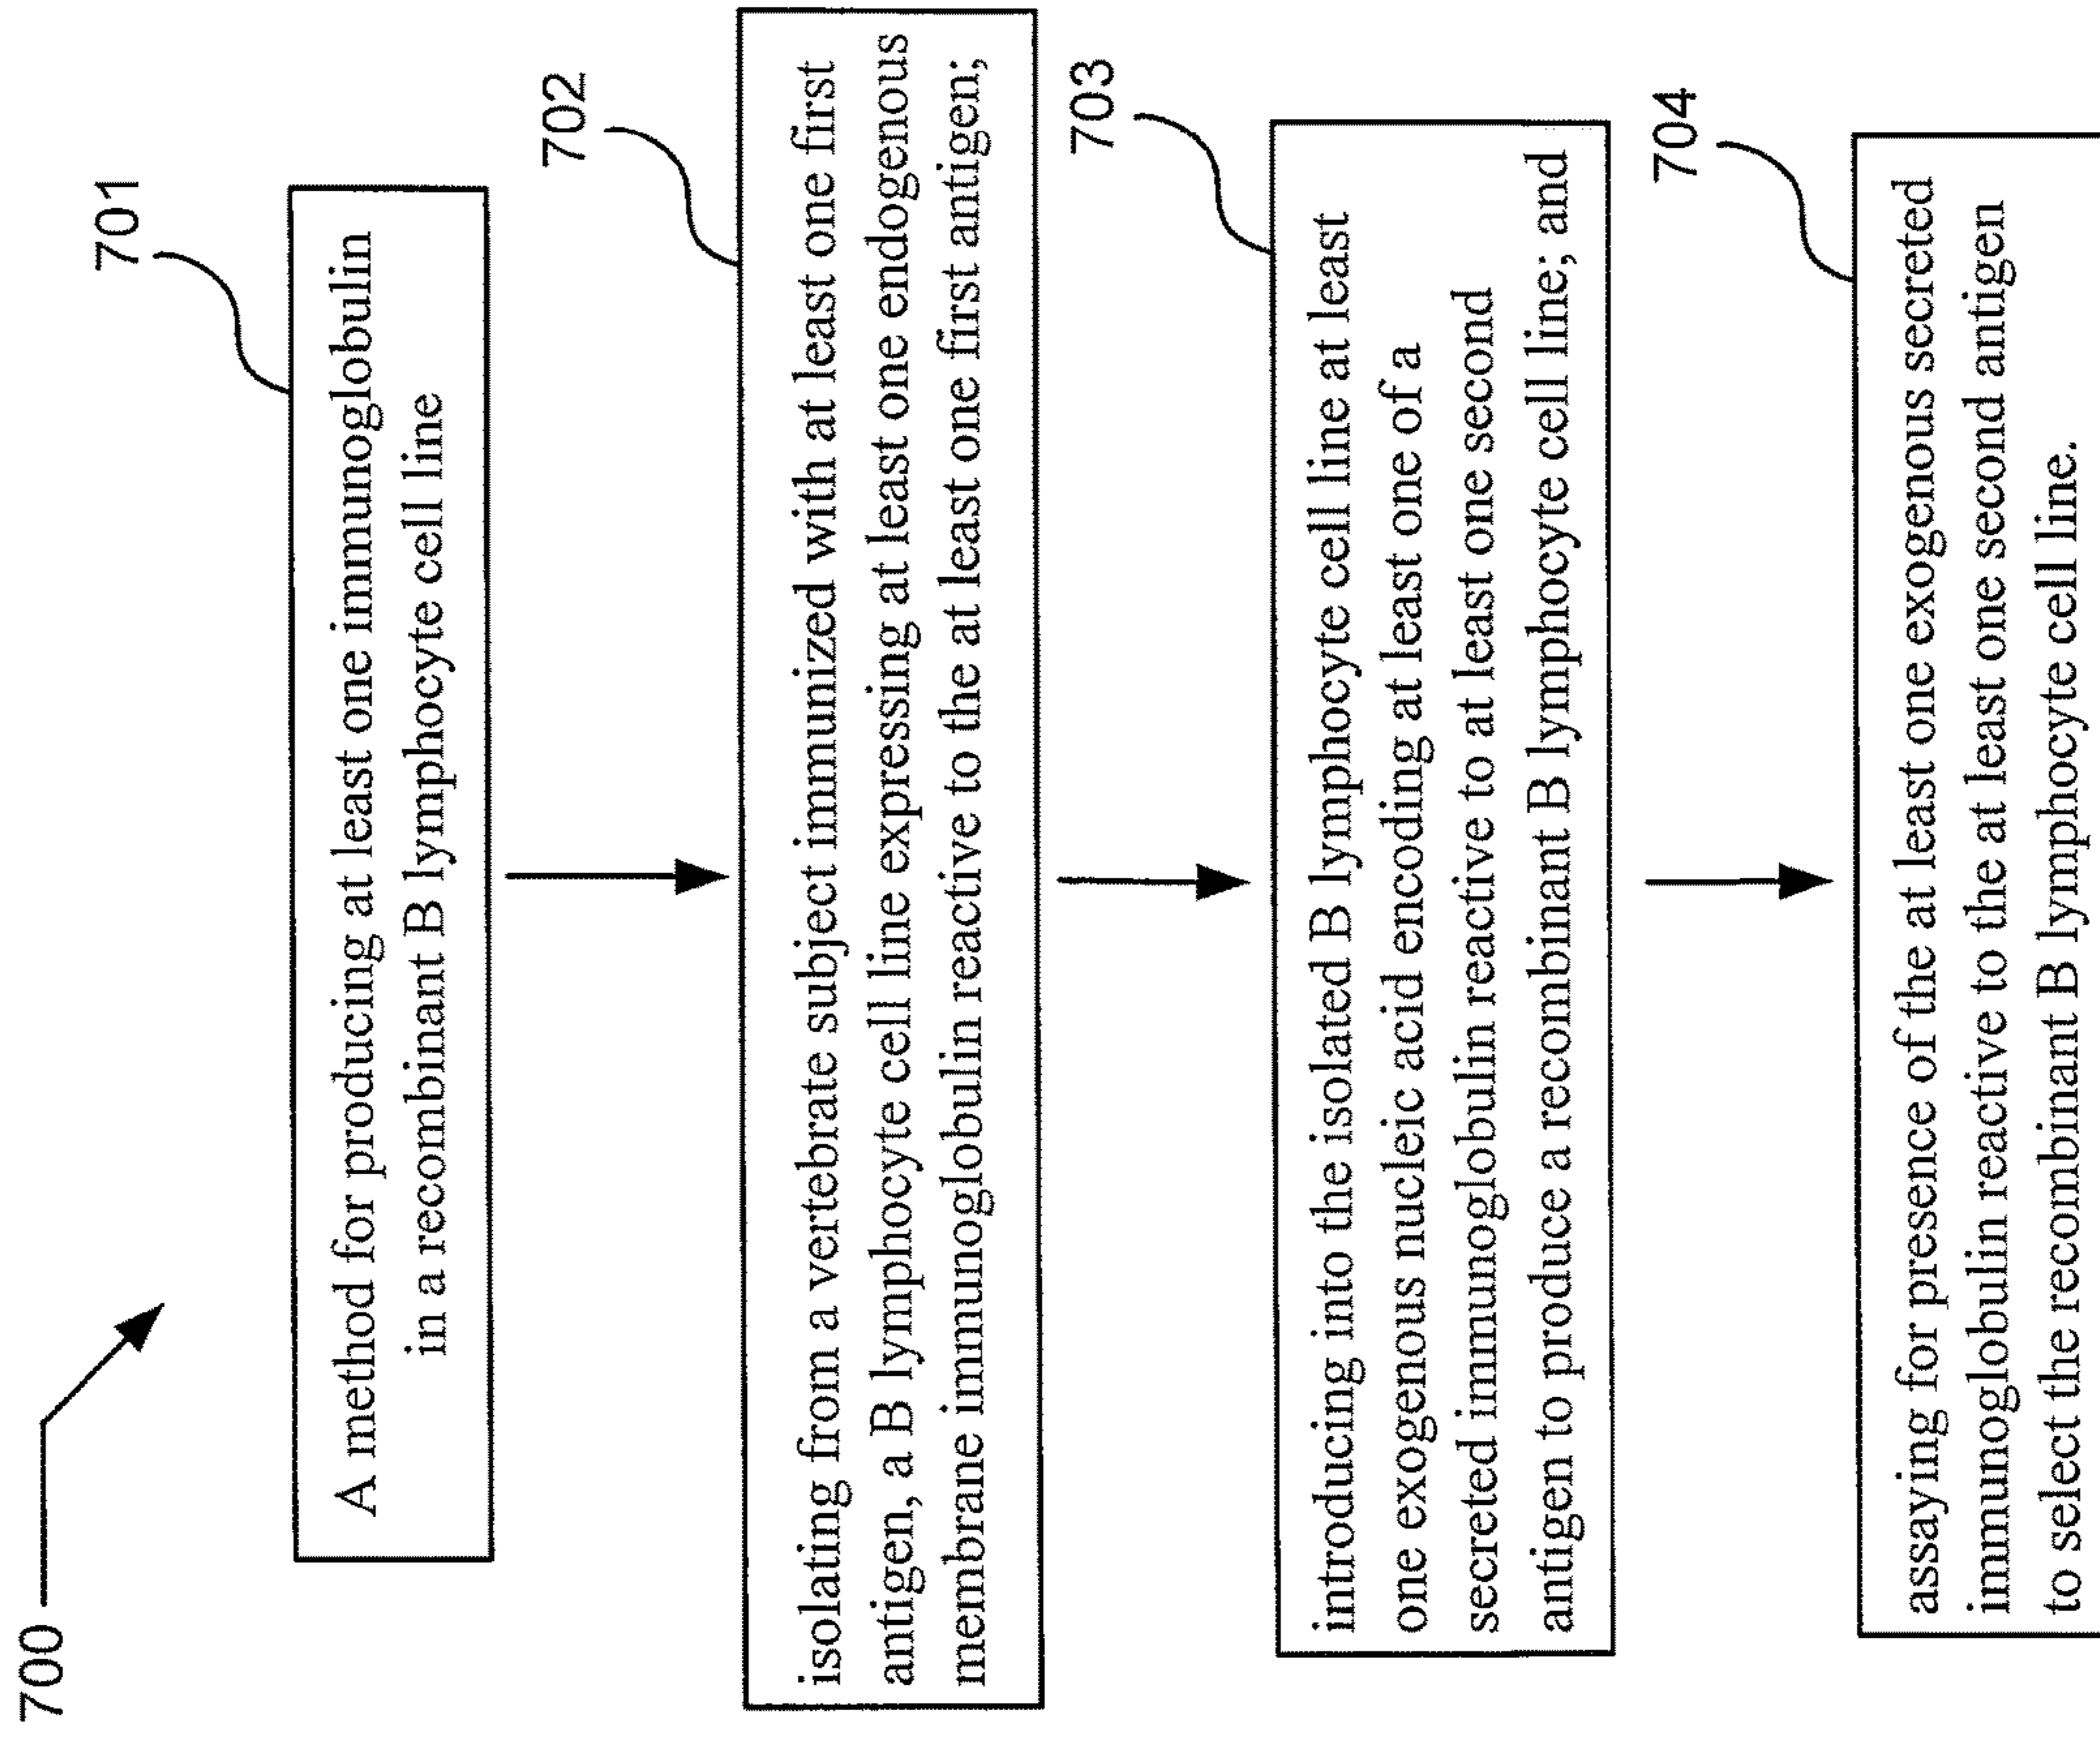 700
701
A method for producing at least one immunoglobulin
in a recombinant B lymphocyte cell line
702
isolating from a vertebrate subject immunized with at least one first
antigen, a B lymphocyte cell line expressing at least one endogenous
membrane immunoglobulin reactive to the at least one first antigen;
703
introducing into the isolated B lymphocyte cell line at least
one exogenous nucleic acid encoding at least one of a
secreted immunoglobulin reactive to at least one second
antigen to produce a recombinant B lymphocyte cell line; and
704
assaying for presence of the at least one exogenous secreted
immunoglobulin reactive to the at least one second antigen
to select the recombinant B lymphocyte cell line.